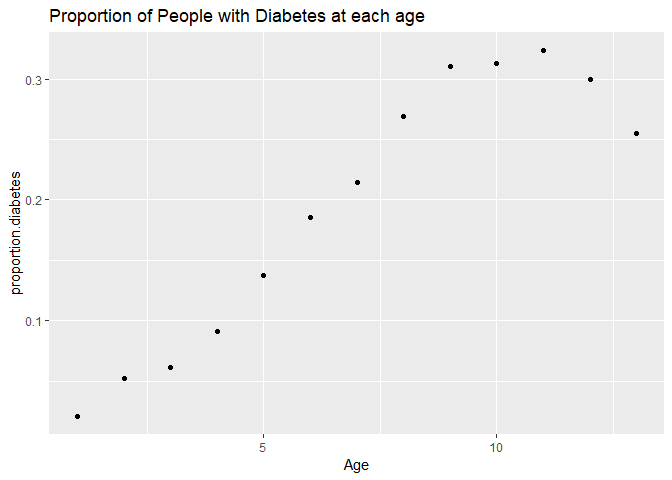 Proportion of People with Diabetes at each age
proportion.diabetes
0.3
0.2
0.1
5
10
Age